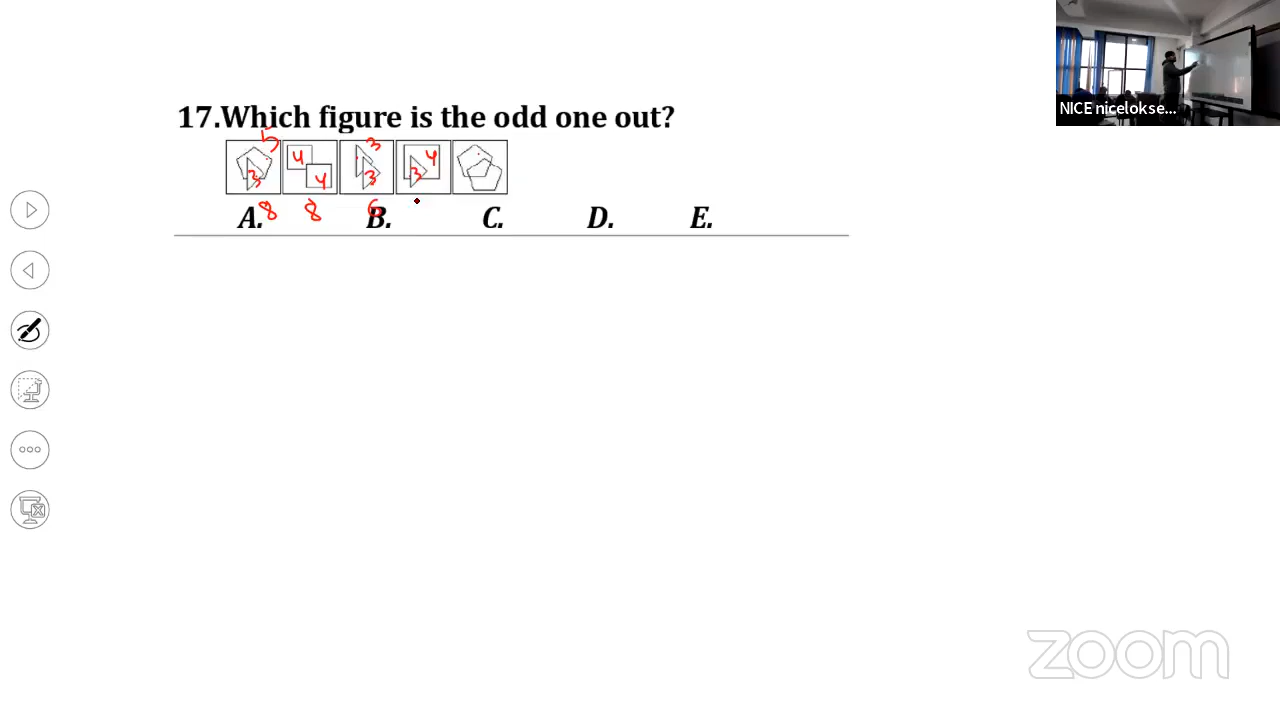 NICE nicelokse...
17.Which figure is the odd one out?
5 3
4 4
3 4 3 3
8 8 6
A. B. C. D. E.
zoom